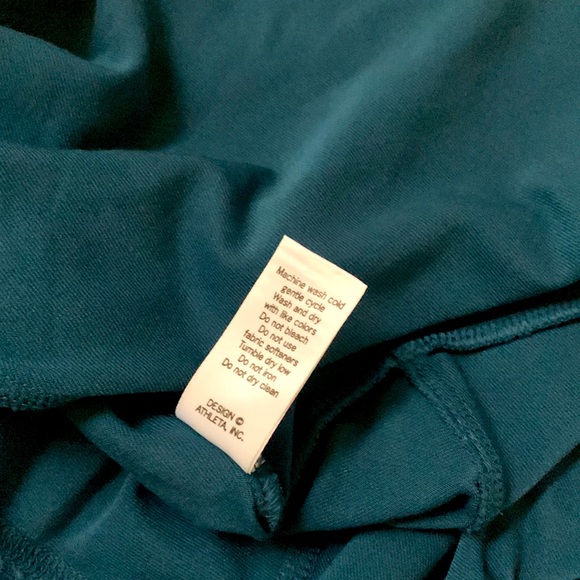 Machine wash cold
gentle cycle
Wash and dry
with like colors
Do not bleach
Do not use
fabric softeners
Tumble dry low
Do not iron
Do not dry clean
DESIGN ©
ATHLETA, INC.